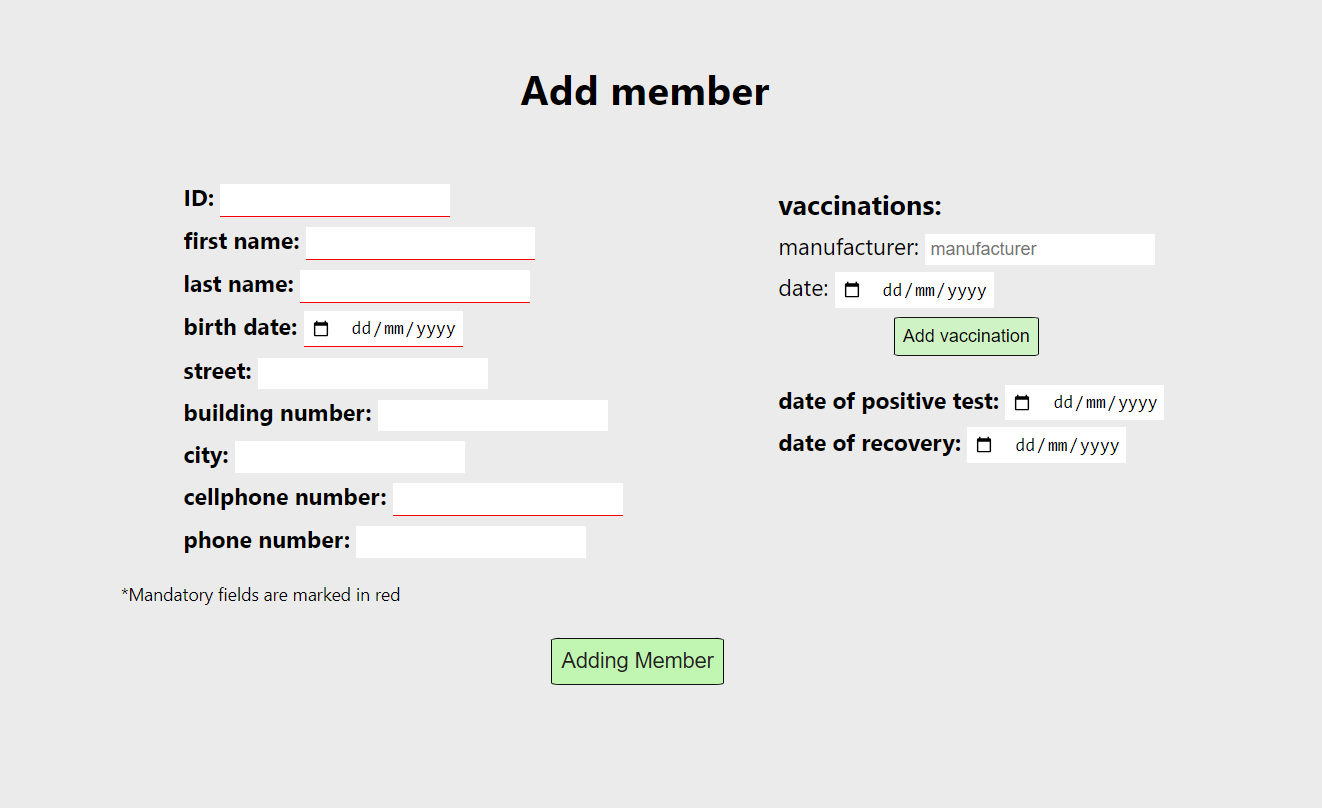 Add member
ID:
first name:
last name:
birth date: dd/mm/yyyy
street:
building number:
city:
cellphone number:
phone number:
*Mandatory fields are marked in red
vaccinations:
manufacturer: manufacturer
date: dd/mm/yyyy
Add vaccination
date of positive test: dd/mm/yyyy
date of recovery: dd/mm/yyyy
Adding Member